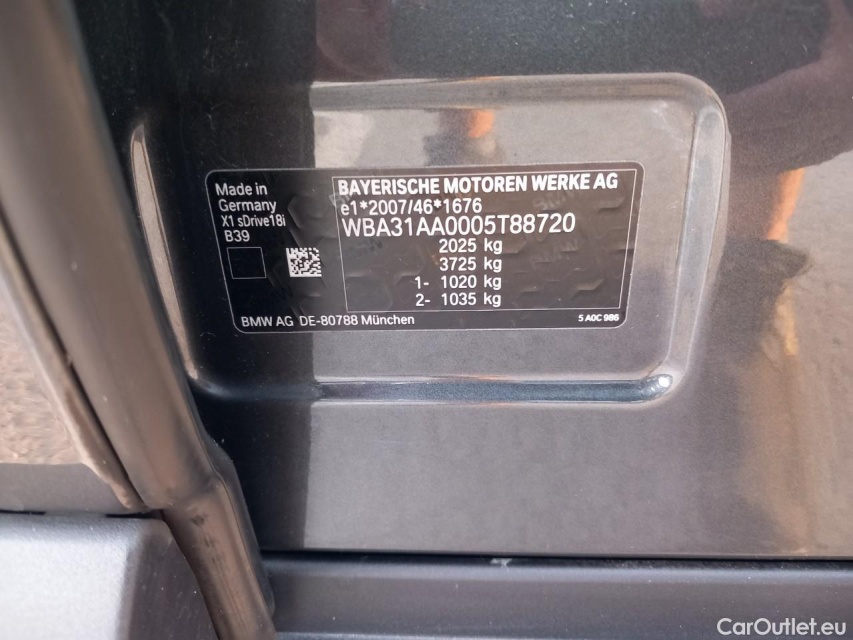 Made in
Germany
X1 sDrive18i
B39
BAYERISCHE MOTOREN WERKE AG
e1*2007/46*1676
WBA31AA0005T88720
2025 kg
3725 kg
1- 1020 kg
2- 1035 kg
BMW AG DE-80788 München
5 A0C 986
CarOutlet.eu